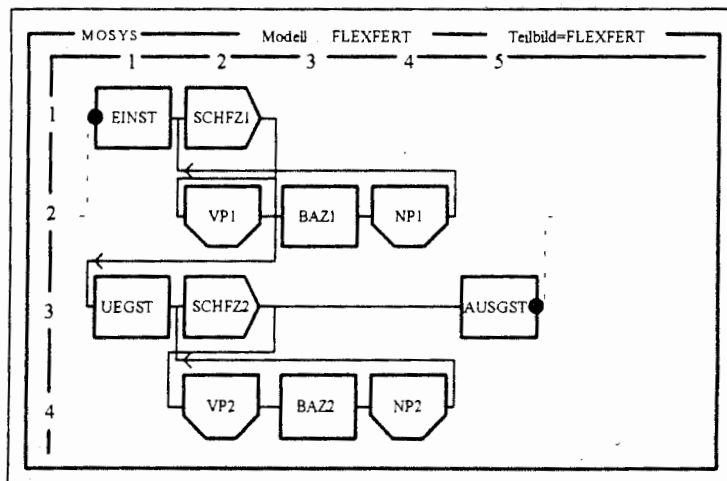 MOSYS Modell FLEXFERT Teilbild=FLEXFERT
1 2 3 4 5
1 EINST SCHFZ1
2 VP1 BAZ1 NP1
3 UEGST SCHFZ2 AUSGST
4 VP2 BAZ2 NP2